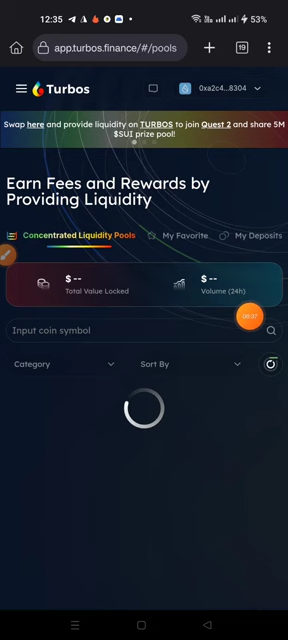 12:35
53%
app.turbos.finance/#/pools
19
Turbos
0xa2c4...8304
Swap here and provide liquidity on TURBOS to join Quest 2 and share 5M
$SUI prize pool!
Earn Fees and Rewards by
Providing Liquidity
Concentrated Liquidity Pools
My Favorite
My Deposits
$ --
Total Value Locked
$ --
Volume (24h)
Input coin symbol
Category
Sort By